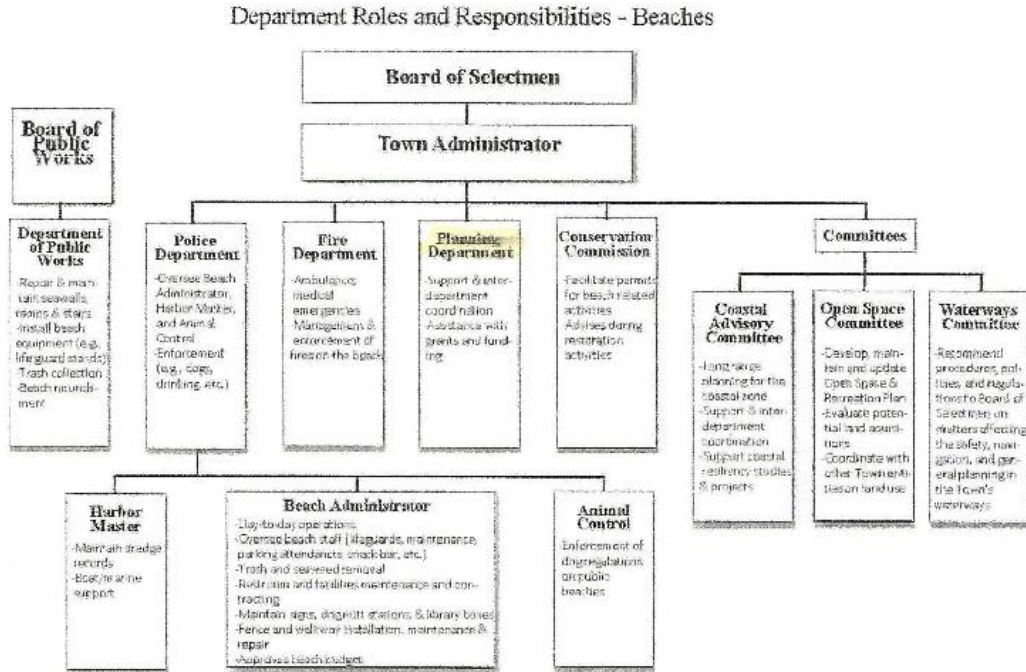 Department Roles and Responsibilities - Beaches
Board of Selectmen
Town Administrator
Board of
Public
Works
Department
of Public
Works
-Repair & main-
tain seawalls,
& stairs
-Install beach
equipment (e.g.,
lifeguard stands)
-Trash collection
-Beach nourish-
ment
Police
Department
-Oversee Beach
Administrator,
Harbor Master,
and Animal
Control
-Enforcement
(e.g., dogs,
drinking, etc.)
Fire
Department
-Ambulance,
medical
emergencies
-Management &
enforcement of
fires on the beach
Planning
Department
-Support & inter-
department
coordination
-Assistance with
grants and fund-
ing
Conservation
Commission
-Facilitate permits
for beach related
activities
-Advises during
restoration
activities
Committees
Coastal
Advisory
Committee
-Long range
planning for the
coastal zone
-Support & inter-
department
coordination
-Support coastal
resiliency studies
& projects
Open Space
Committee
-Develop, main-
tain and update
Open Space &
Recreation Plan
-Evaluate poten-
tial land acquisi-
tions
-Coordinate with
other Town enti-
ties on land use
Waterways
Committee
-Recommend
procedures, pol-
icies, and regula-
tions to Board of
Selectmen on
matters affecting
the safety, navi-
gation, and gen-
eral planning in
the Town's
waterways
Harbor
Master
-Maintain dredge
records
-Boat/marine
support
Beach Administrator
-Day-to-day operations
-Oversee beach staff (lifeguards, maintenance,
parking attendants, snack bar, etc.)
-Trash and seaweed removal
-Restroom and facilities maintenance and con-
tracting
-Maintain signs, dog mitt stations, & library boxes
-Fence and walkway installation, maintenance &
repair
-Approves beach budget
Animal
Control
Enforcement of
dog regulations
on public
beaches